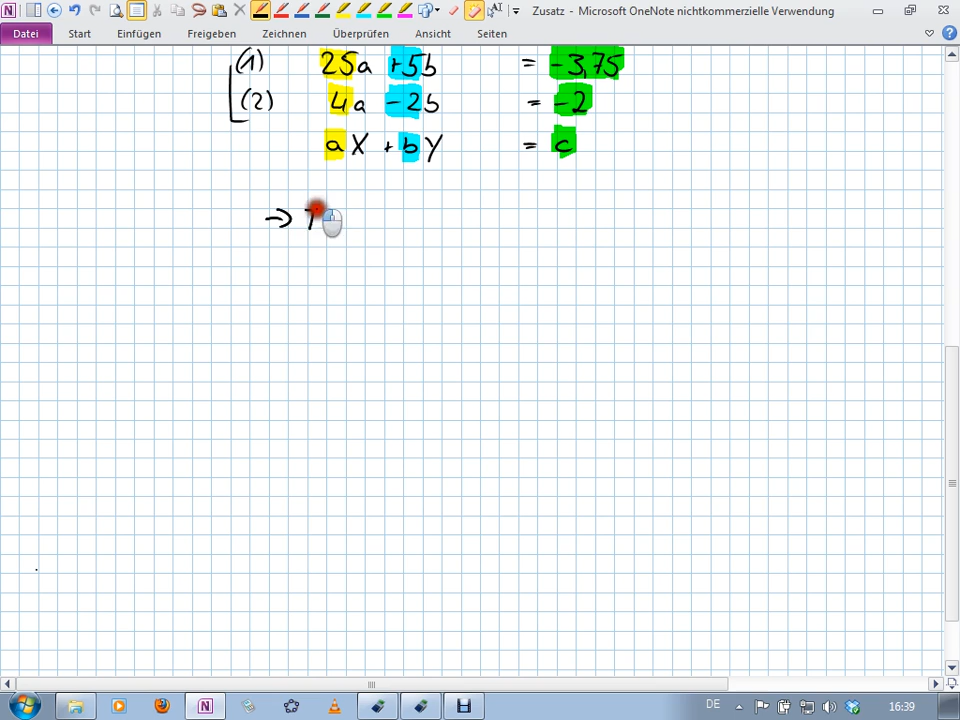 Zusatz - Microsoft OneNote nichtkommerzielle Verwendung
Datei Start Einfügen Freigeben Zeichnen Überprüfen Ansicht Seiten
(1) 25a +5b = -3,75
(2) 4a -2b = -2
aX + bY = c
→ T
DE 16:39